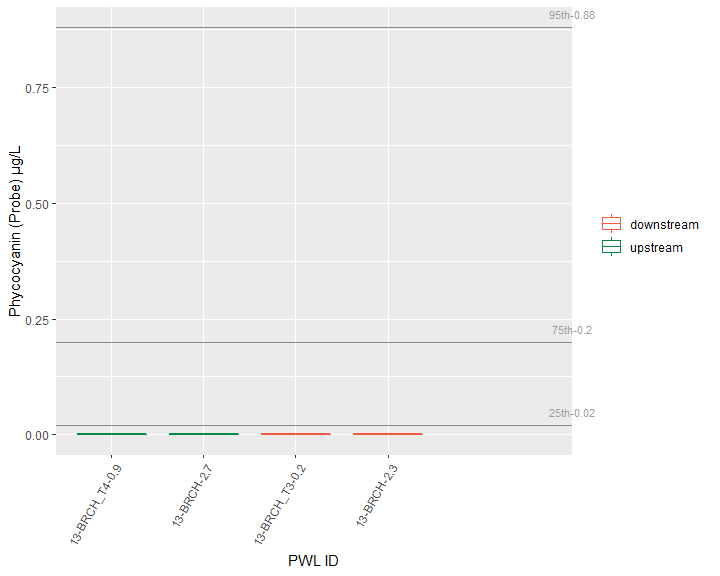 95th-0.88
0.75
0.50
Phycocyanin (Probe) µg/L
downstream
upstream
0.25
75th-0.2
25th-0.02
0.00
13-BRCH_T4-0.9
13-BRCH-2.7
13-BRCH_T3-0.2
13-BRCH-2.3
PWL ID